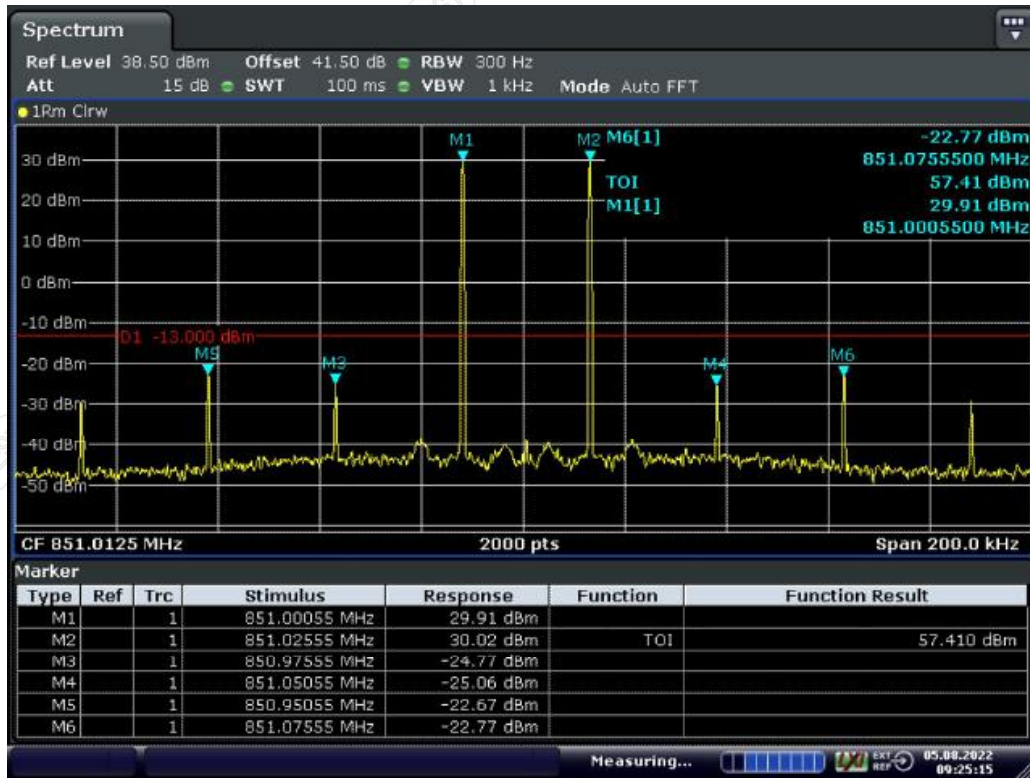 Spectrum
Ref Level 38.50 dBm Offset 41.50 dB RBW 300 Hz
Att 15 dB SWT 100 ms VBW 1 kHz Mode Auto FFT
1Rm Clrw
M1 M2 M6[1] -22.77 dBm
30 dBm 851.0755500 MHz
TOI 57.41 dBm
20 dBm M1[1] 29.91 dBm
851.0005500 MHz
10 dBm
0 dBm
-10 dBm
D1 -13.000 dBm
M5 M3 M4 M6
-20 dBm
-30 dBm
-40 dBm
-50 dBm
CF 851.0125 MHz 2000 pts Span 200.0 kHz
Marker
Type Ref Trc Stimulus Response Function Function Result
M1 1 851.00055 MHz 29.91 dBm
M2 1 851.02555 MHz 30.02 dBm TOI 57.410 dBm
M3 1 850.97555 MHz -24.77 dBm
M4 1 851.05055 MHz -25.06 dBm
M5 1 850.95055 MHz -22.67 dBm
M6 1 851.07555 MHz -22.77 dBm
Measuring... LXI EXT REF 05.08.2022
09:25:15